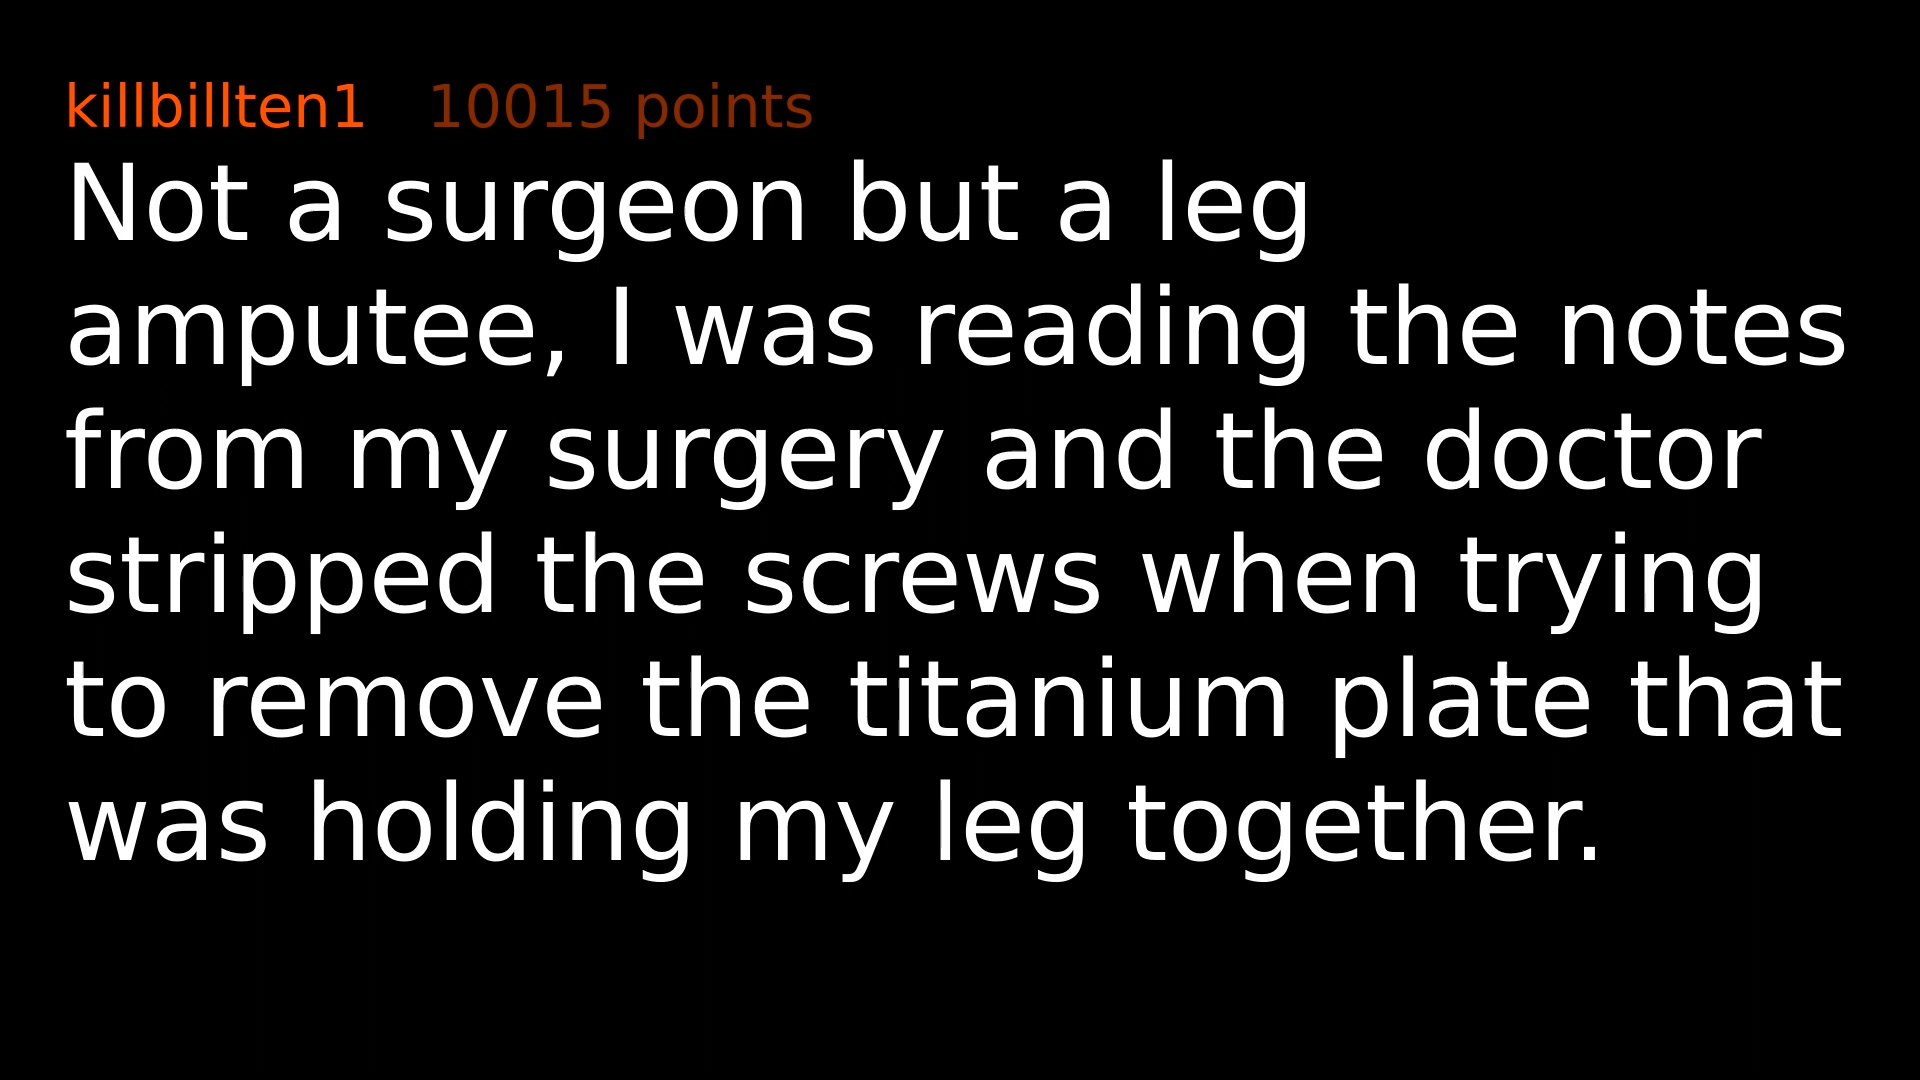 killbillten1 10015 points
Not a surgeon but a leg
amputee, I was reading the notes
from my surgery and the doctor
stripped the screws when trying
to remove the titanium plate that
was holding my leg together.